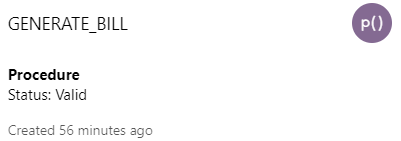 GENERATE_BILL
p()
Procedure
Status: Valid
Created 56 minutes ago